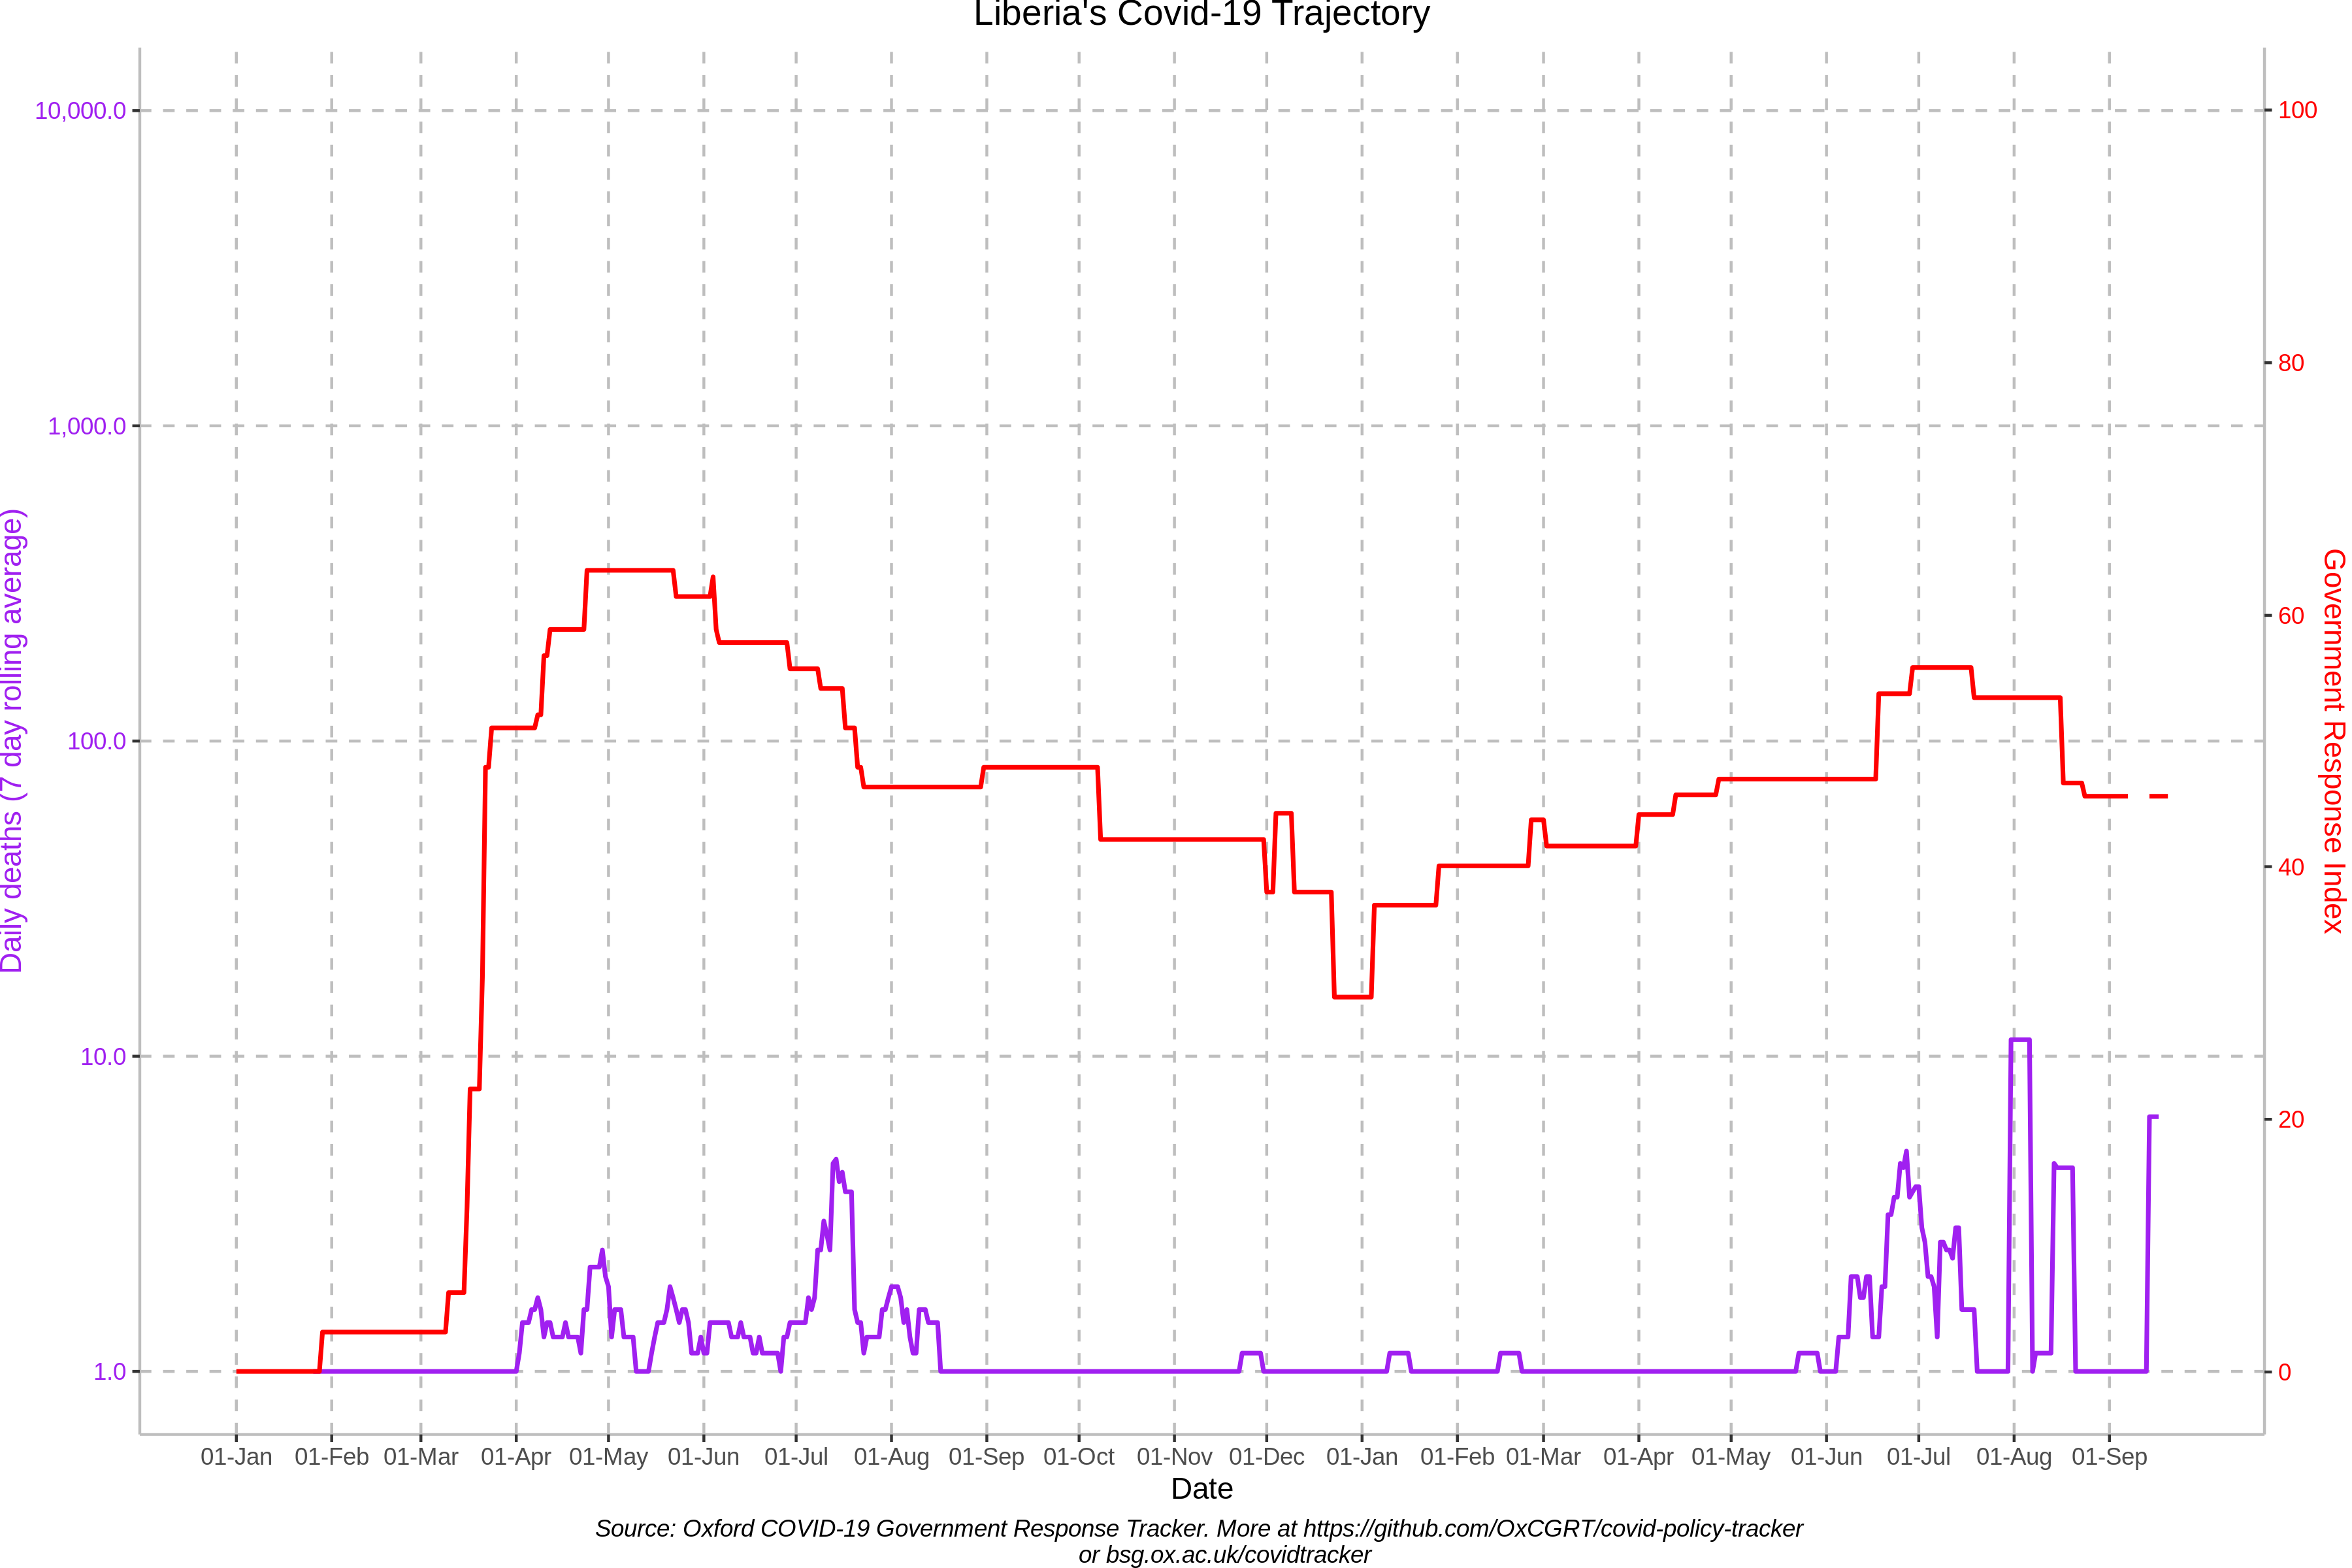 Liberia's Covid-19 Trajectory
10,000.0
1,000.0
100.0
10.0
1.0
Daily deaths (7 day rolling average)
100
80
60
40
20
0
Government Response Index
01-Jan 01-Feb 01-Mar 01-Apr 01-May 01-Jun 01-Jul 01-Aug 01-Sep 01-Oct 01-Nov 01-Dec 01-Jan 01-Feb 01-Mar 01-Apr 01-May 01-Jun 01-Jul 01-Aug 01-Sep
Date
Source: Oxford COVID-19 Government Response Tracker. More at https://github.com/OxCGRT/covid-policy-tracker
or bsg.ox.ac.uk/covidtracker